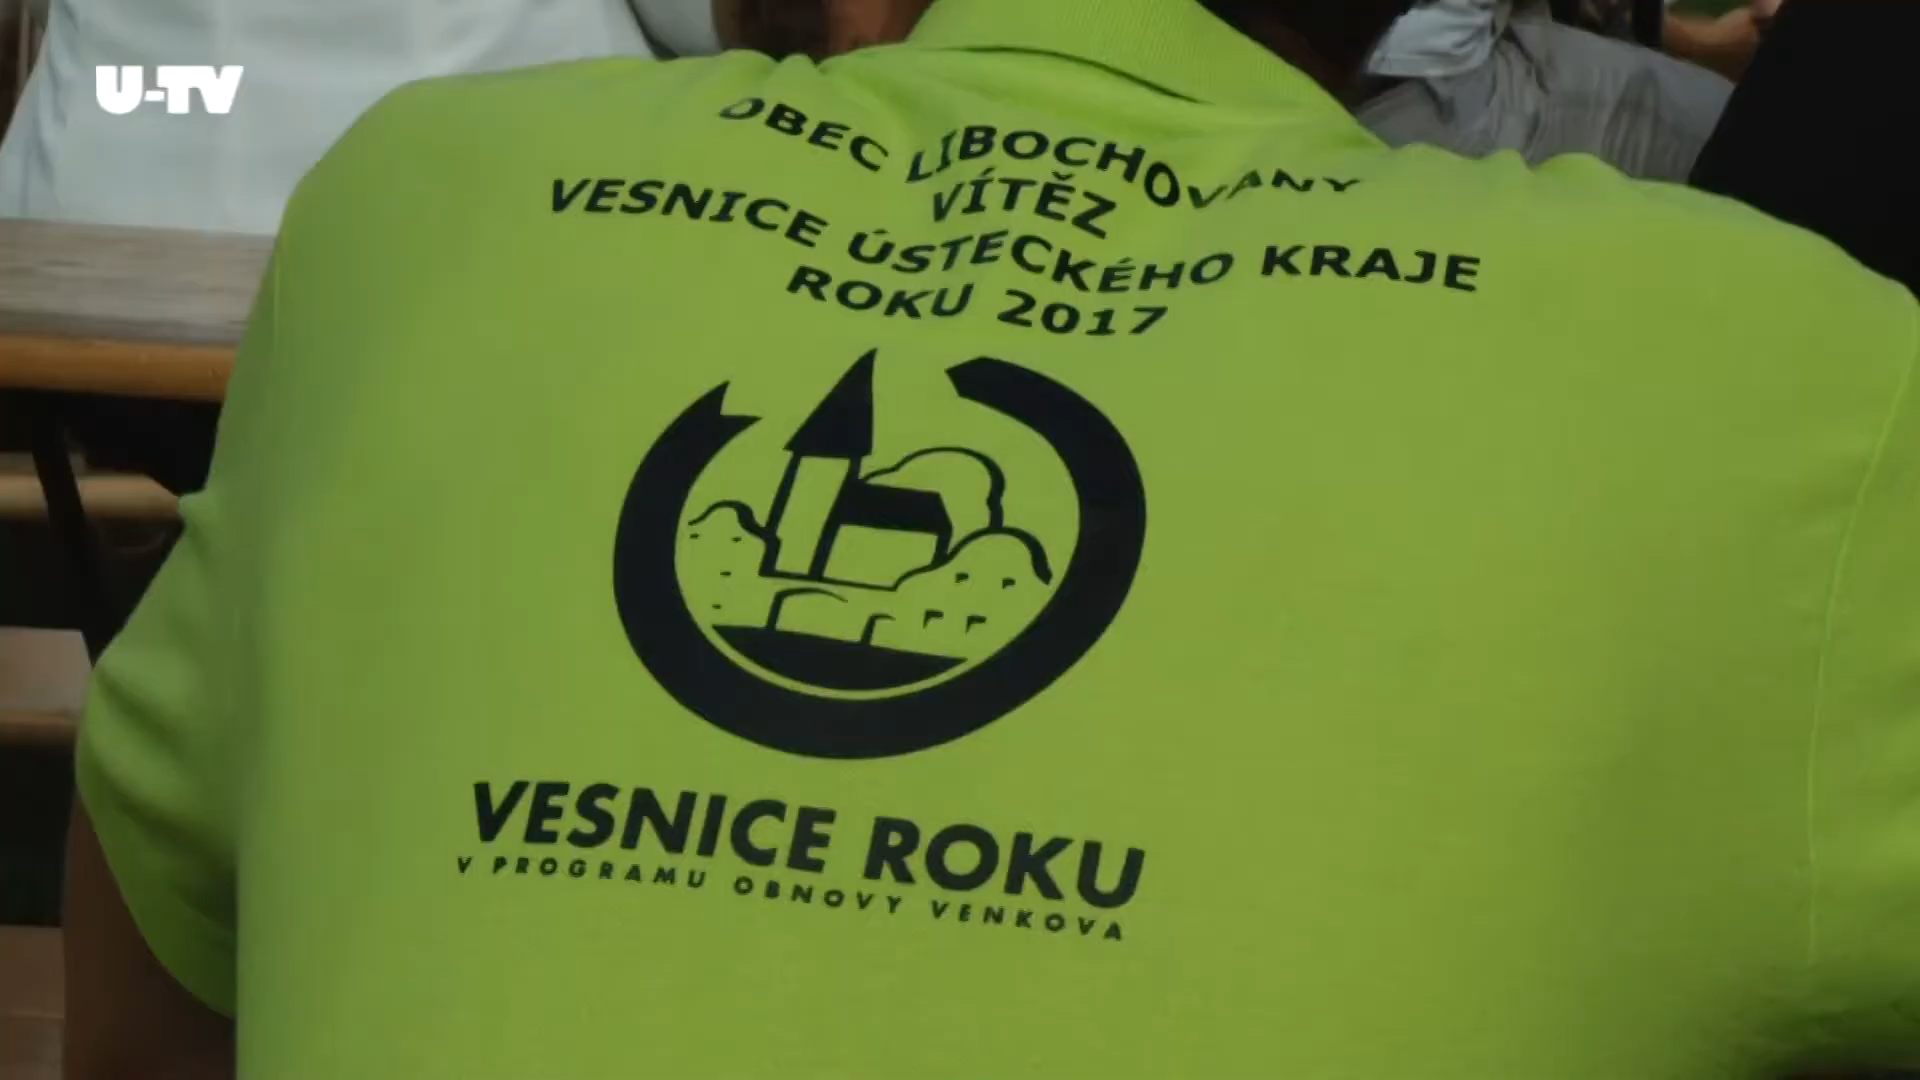 U-TV
OBEC LIBOCHOVANY
VÍTĚZ
VESNICE ÚSTECKÉHO KRAJE
ROKU 2017
VESNICE ROKU
V PROGRAMU OBNOVY VENKOVA